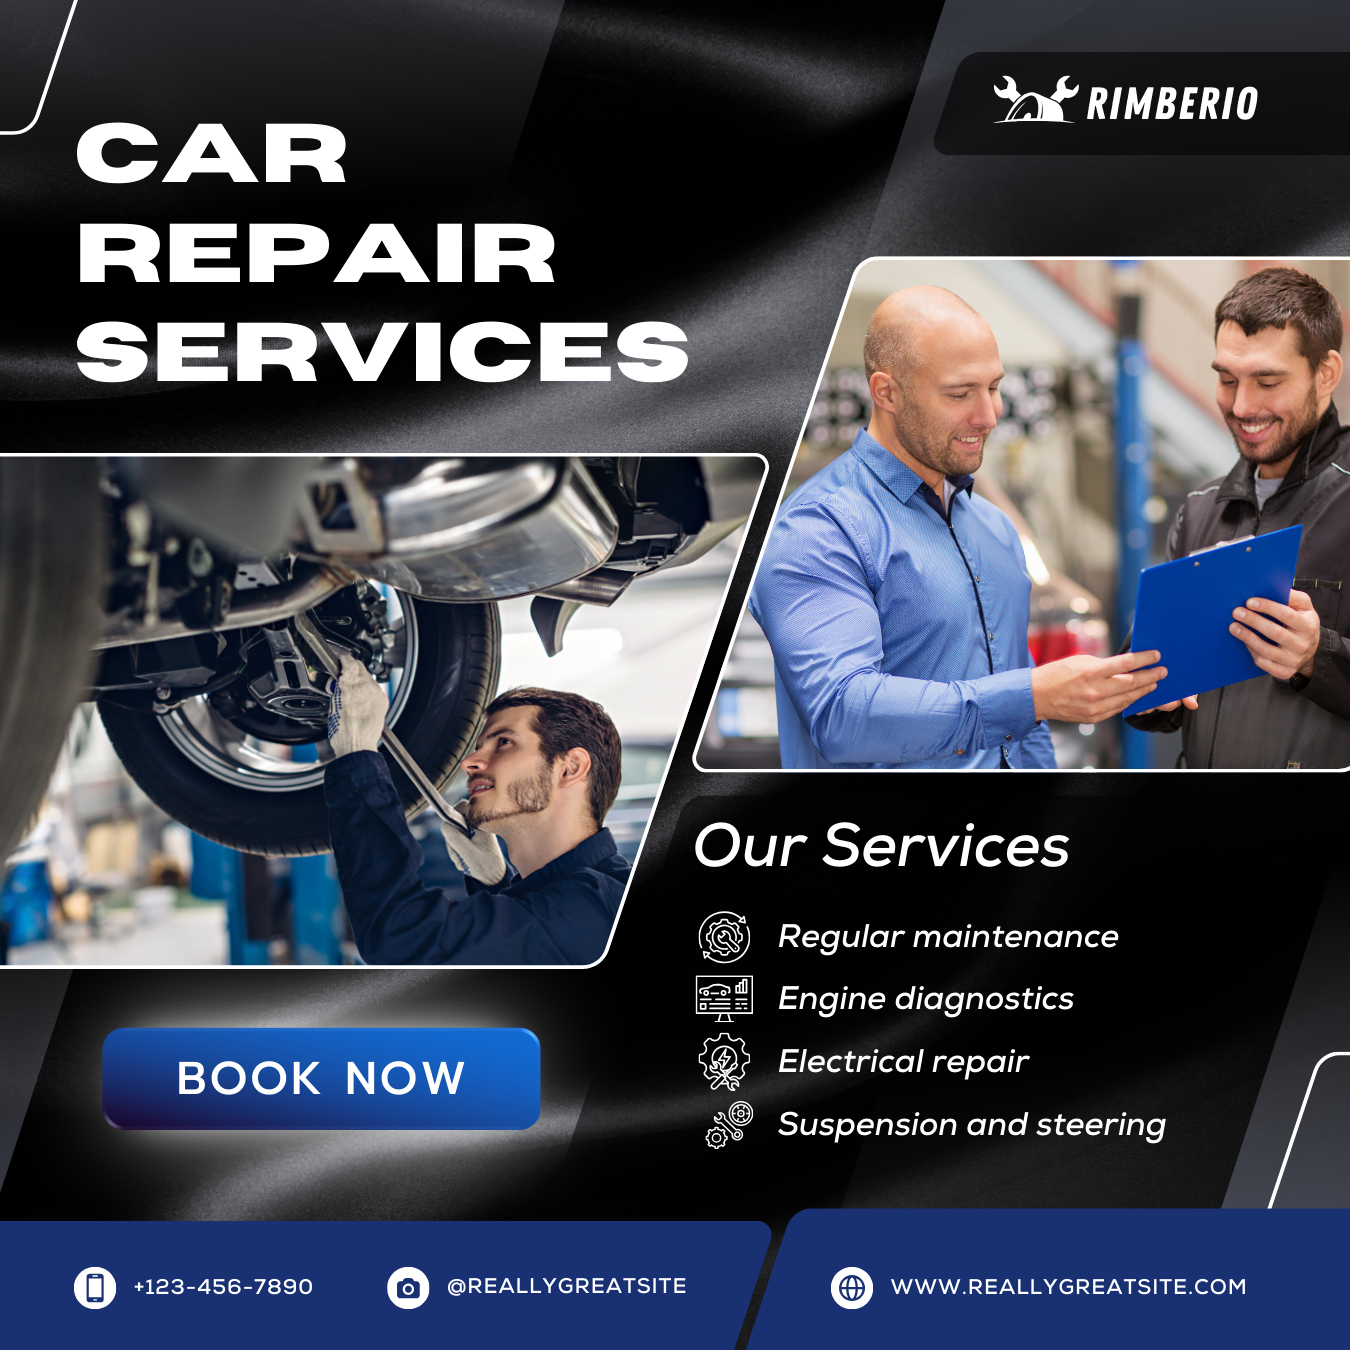 RIMBERIO
CAR
REPAIR
SERVICES
Our Services
Regular maintenance
Engine diagnostics
Electrical repair
Suspension and steering
BOOK NOW
+123-456-7890
@REALLYGREATSITE
WWW.REALLYGREATSITE.COM